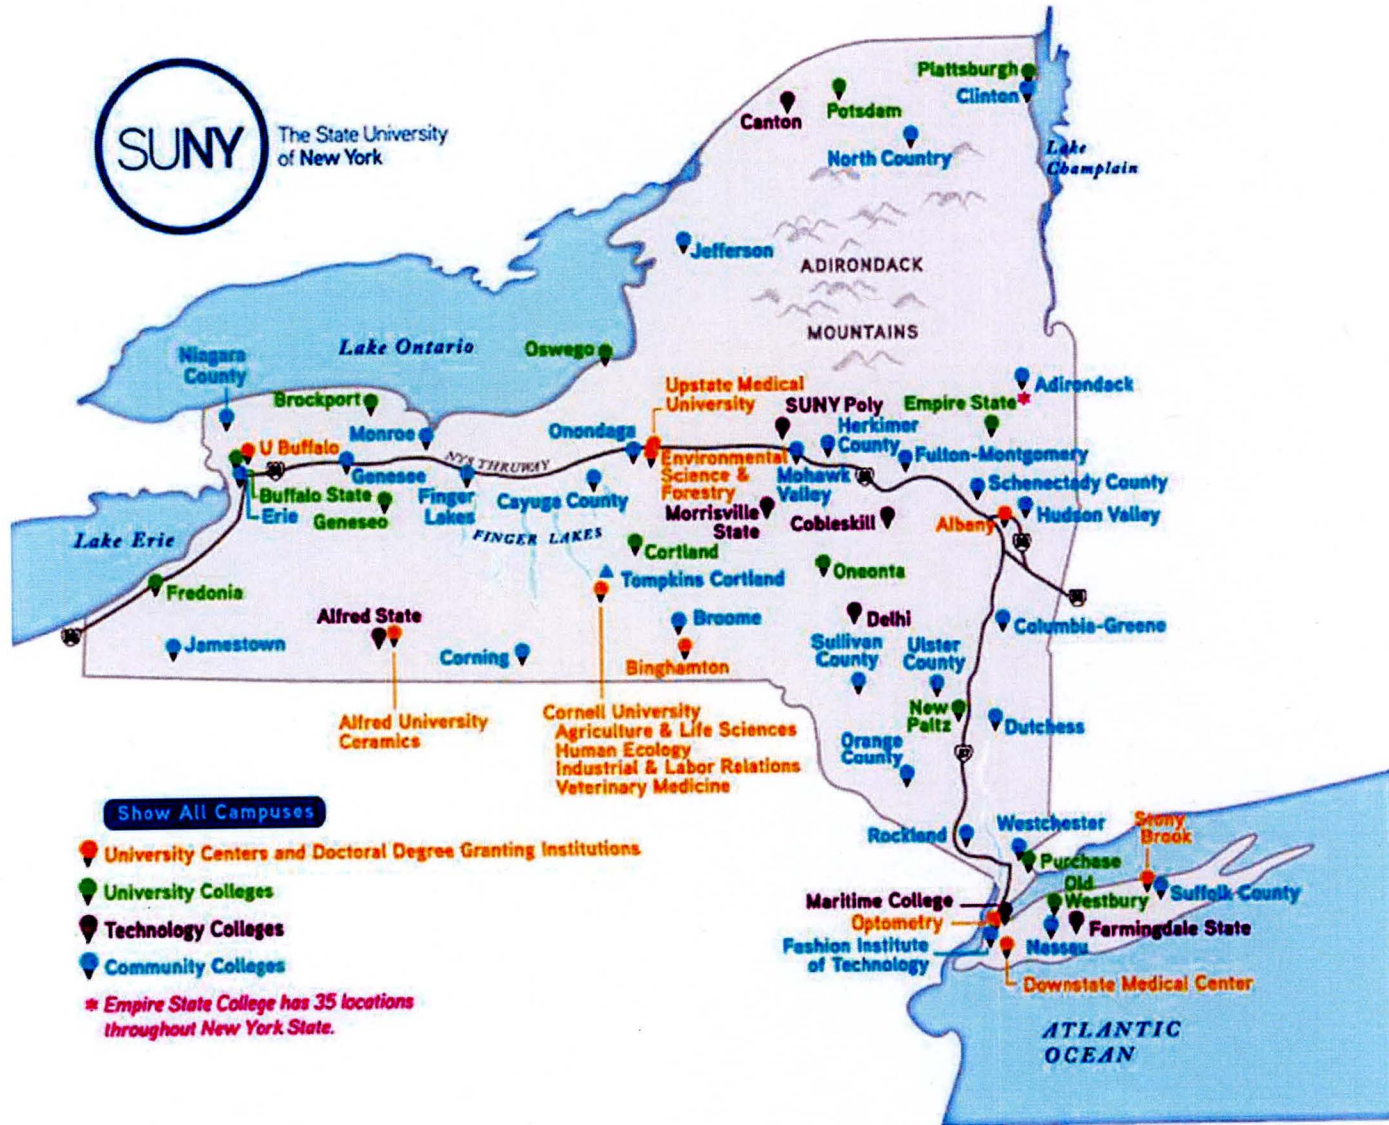 SUNY
The State University
of New York
Plattsburgh
Clinton
Potsdam
Canton
North Country
Lake
Champlain
Jefferson
ADIRONDACK
MOUNTAINS
Lake Ontario
Oswego
Niagara
County
Brockport
Monroe
U Buffalo
Genesee
Buffalo State
Erie
Geneseo
NYS THRUWAY
Finger
Lakes
Cayuga County
Onondaga
Upstate Medical
University
Environmental
Science &
Forestry
SUNY Poly
Herkimer
County
Mohawk
Valley
Empire State*
Adirondack
Fulton-Montgomery
Schenectady County
Hudson Valley
Albany
Morrisville
State
Cobleskill
Lake Erie
FINGER LAKES
Cortland
Tompkins Cortland
Oneonta
Fredonia
Jamestown
Alfred State
Corning
Broome
Binghamton
Delhi
Sullivan
County
Ulster
County
Columbia-Greene
New
Paltz
Dutchess
Orange
County
Alfred University
Ceramics
Cornell University
Agriculture & Life Sciences
Human Ecology
Industrial & Labor Relations
Veterinary Medicine
87
Rockland
Westchester
Purchase
Stony
Brook
Old
Westbury
Suffolk County
Maritime College
Optometry
Fashion Institute
of Technology
Nassau
Farmingdale State
Downstate Medical Center
ATLANTIC
OCEAN
Show All Campuses
University Centers and Doctoral Degree Granting Institutions
University Colleges
Technology Colleges
Community Colleges
* Empire State College has 35 locations
throughout New York State.